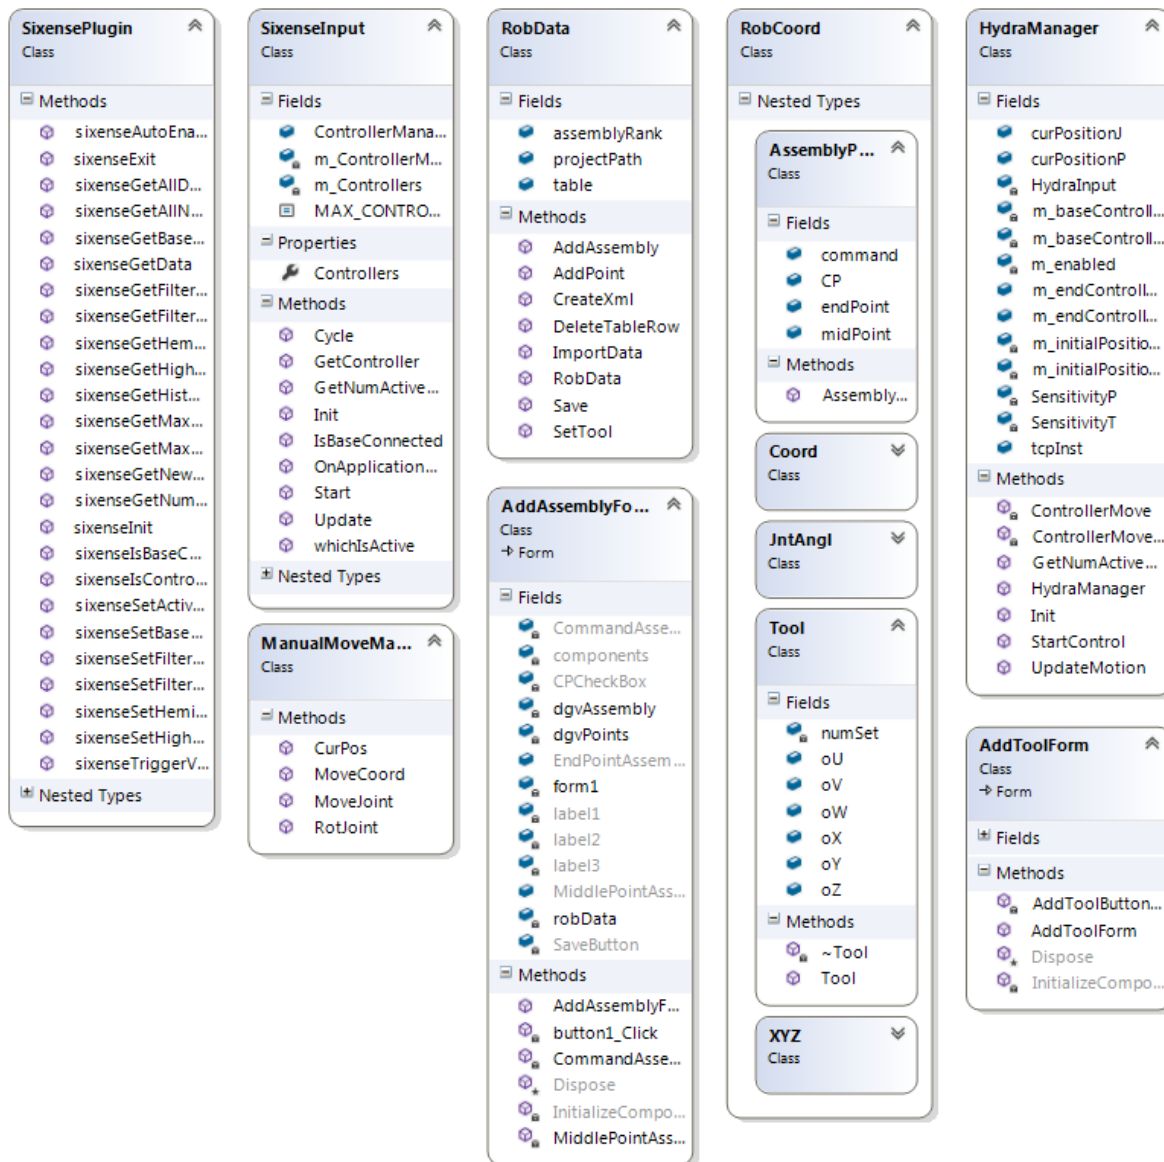 SixensePlugin
Class
Methods
sixenseAutoEna...
sixenseExit
sixenseGetAllD...
sixenseGetAllN...
sixenseGetBase...
sixenseGetData
sixenseGetFilter...
sixenseGetFilter...
sixenseGetHem...
sixenseGetHigh...
sixenseGetHist...
sixenseGetMax...
sixenseGetMax...
sixenseGetNew...
sixenseGetNum...
sixenseInit
sixenseIsBaseC...
sixenseIsContro...
sixenseSetActiv...
sixenseSetBase...
sixenseSetFilter...
sixenseSetFilter...
sixenseSetHemi...
sixenseSetHigh...
sixenseTriggerV...
Nested Types
SixenseInput
Class
Fields
ControllerMana...
m_ControllerM...
m_Controllers
MAX_CONTRO...
Properties
Controllers
Methods
Cycle
GetController
GetNumActive...
Init
IsBaseConnected
OnApplication...
Start
Update
whichIsActive
Nested Types
ManualMoveMa...
Class
Methods
CurPos
MoveCoord
MoveJoint
RotJoint
RobData
Class
Fields
assemblyRank
projectPath
table
Methods
AddAssembly
AddPoint
CreateXml
DeleteTableRow
ImportData
RobData
Save
SetTool
AddAssemblyFo...
Class
Form
Fields
CommandAsse...
components
CPCheckBox
dgvAssembly
dgvPoints
EndPointAssem...
form1
label1
label2
label3
MiddlePointAss...
robData
SaveButton
Methods
AddAssemblyF...
button1_Click
CommandAsse...
Dispose
InitializeCompo...
MiddlePointAss...
RobCoord
Class
Nested Types
AssemblyP...
Class
Fields
command
CP
endPoint
midPoint
Methods
Assembly...
Coord
Class
JntAngl
Class
Tool
Class
Fields
numSet
oU
oV
oW
oX
oY
oZ
Methods
~Tool
Tool
XYZ
Class
HydraManager
Class
Fields
curPositionJ
curPositionP
HydraInput
m_baseControll...
m_baseControll...
m_enabled
m_endControll...
m_endControll...
m_initialPositio...
m_initialPositio...
SensitivityP
SensitivityT
tcpInst
Methods
ControllerMove
ControllerMove...
GetNumActive...
HydraManager
Init
StartControl
UpdateMotion
AddToolForm
Class
Form
Fields
Methods
AddToolButton...
AddToolForm
Dispose
InitializeCompo...